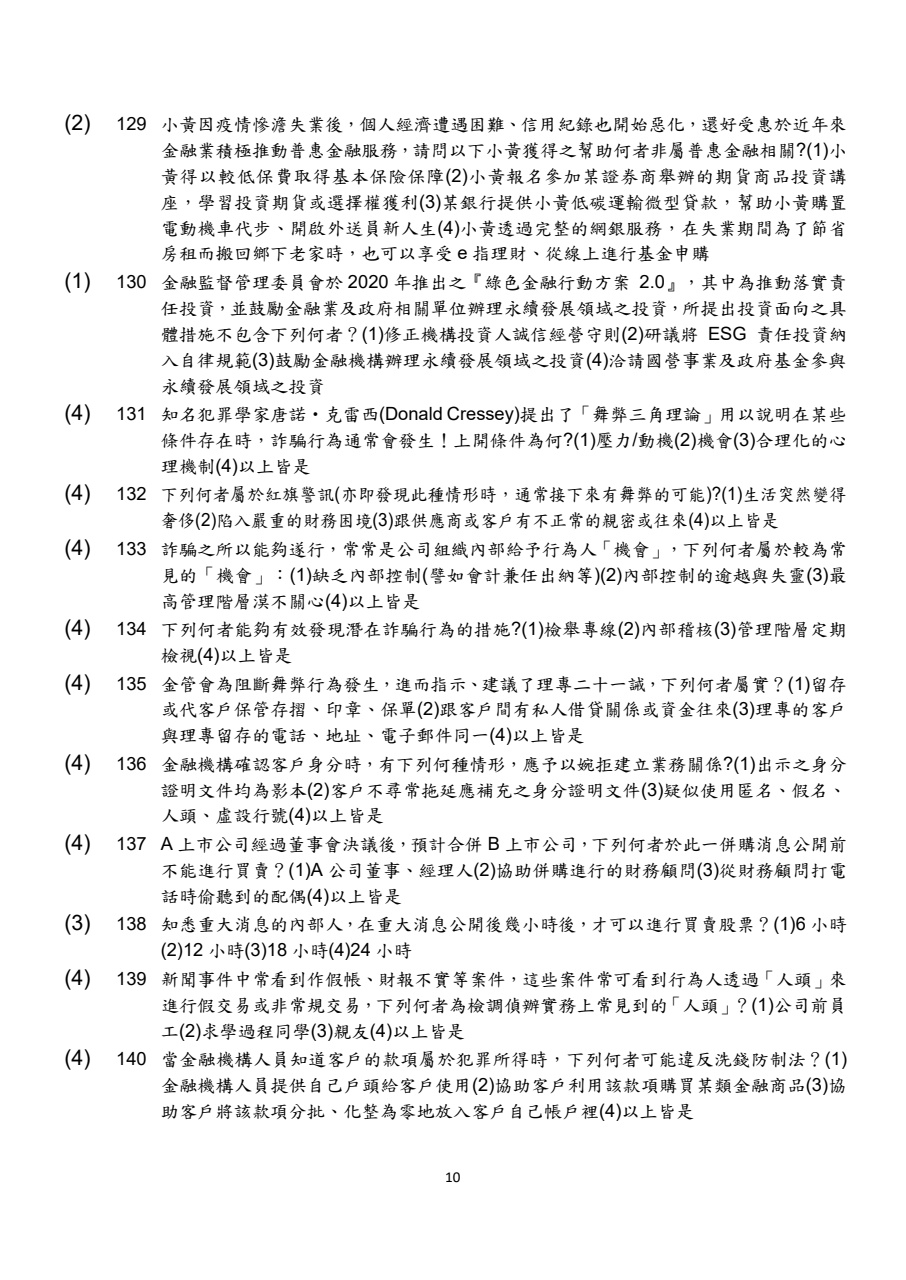 (2) 129 小黃因疫情慘澹失業後，個人經濟遭遇困難、信用紀錄也開始惡化，還好受惠於近年來
金融業積極推動普惠金融服務，請問以下小黃獲得之幫助何者非屬普惠金融相關?(1)小
黃得以較低保費取得基本保險保障(2)小黃報名參加某證券商舉辦的期貨商品投資講
座，學習投資期貨或選擇權獲利(3)某銀行提供小黃低碳運輸微型貸款，幫助小黃購置
電動機車代步、開啟外送員新人生(4)小黃透過完整的網銀服務，在失業期間為了節省
房租而搬回鄉下老家時，也可以享受 e 指理財、從線上進行基金申購
(1) 130 金融監督管理委員會於 2020 年推出之『綠色金融行動方案 2.0』，其中為推動落實責
任投資，並鼓勵金融業及政府相關單位辦理永續發展領域之投資，所提出投資面向之具
體措施不包含下列何者？(1)修正機構投資人誠信經營守則(2)研議將 ESG 責任投資納
入自律規範(3)鼓勵金融機構辦理永續發展領域之投資(4)洽請國營事業及政府基金參與
永續發展領域之投資
(4) 131 知名犯罪學家唐諾‧克雷西(Donald Cressey)提出了「舞弊三角理論」用以說明在某些
條件存在時，詐騙行為通常會發生！上開條件為何?(1)壓力/動機(2)機會(3)合理化的心
理機制(4)以上皆是
(4) 132 下列何者屬於紅旗警訊(亦即發現此種情形時，通常接下來有舞弊的可能)?(1)生活突然變得
奢侈(2)陷入嚴重的財務困境(3)跟供應商或客戶有不正常的親密或往來(4)以上皆是
(4) 133 詐騙之所以能夠遂行，常常是公司組織內部給予行為人「機會」，下列何者屬於較為常
見的「機會」：(1)缺乏內部控制(譬如會計兼任出納等)(2)內部控制的逾越與失靈(3)最
高管理階層漠不關心(4)以上皆是
(4) 134 下列何者能夠有效發現潛在詐騙行為的措施?(1)檢舉專線(2)內部稽核(3)管理階層定期
檢視(4)以上皆是
(4) 135 金管會為阻斷舞弊行為發生，進而指示、建議了理專二十一誡，下列何者屬實？(1)留存
或代客戶保管存摺、印章、保單(2)跟客戶間有私人借貸關係或資金往來(3)理專的客戶
與理專留存的電話、地址、電子郵件同一(4)以上皆是
(4) 136 金融機構確認客戶身分時，有下列何種情形，應予以婉拒建立業務關係?(1)出示之身分
證明文件均為影本(2)客戶不尋常拖延應補充之身分證明文件(3)疑似使用匿名、假名、
人頭、虛設行號(4)以上皆是
(4) 137 A 上市公司經過董事會決議後，預計合併 B 上市公司，下列何者於此一併購消息公開前
不能進行買賣？(1)A 公司董事、經理人(2)協助併購進行的財務顧問(3)從財務顧問打電
話時偷聽到的配偶(4)以上皆是
(3) 138 知悉重大消息的內部人，在重大消息公開後幾小時後，才可以進行買賣股票？(1)6 小時
(2)12 小時(3)18 小時(4)24 小時
(4) 139 新聞事件中常看到作假帳、財報不實等案件，這些案件常可看到行為人透過「人頭」來
進行假交易或非常規交易，下列何者為檢調偵辦實務上常見到的「人頭」？(1)公司前員
工(2)求學過程同學(3)親友(4)以上皆是
(4) 140 當金融機構人員知道客戶的款項屬於犯罪所得時，下列何者可能違反洗錢防制法？(1)
金融機構人員提供自己戶頭給客戶使用(2)協助客戶利用該款項購買某類金融商品(3)協
助客戶將該款項分批、化整為零地放入客戶自己帳戶裡(4)以上皆是
10